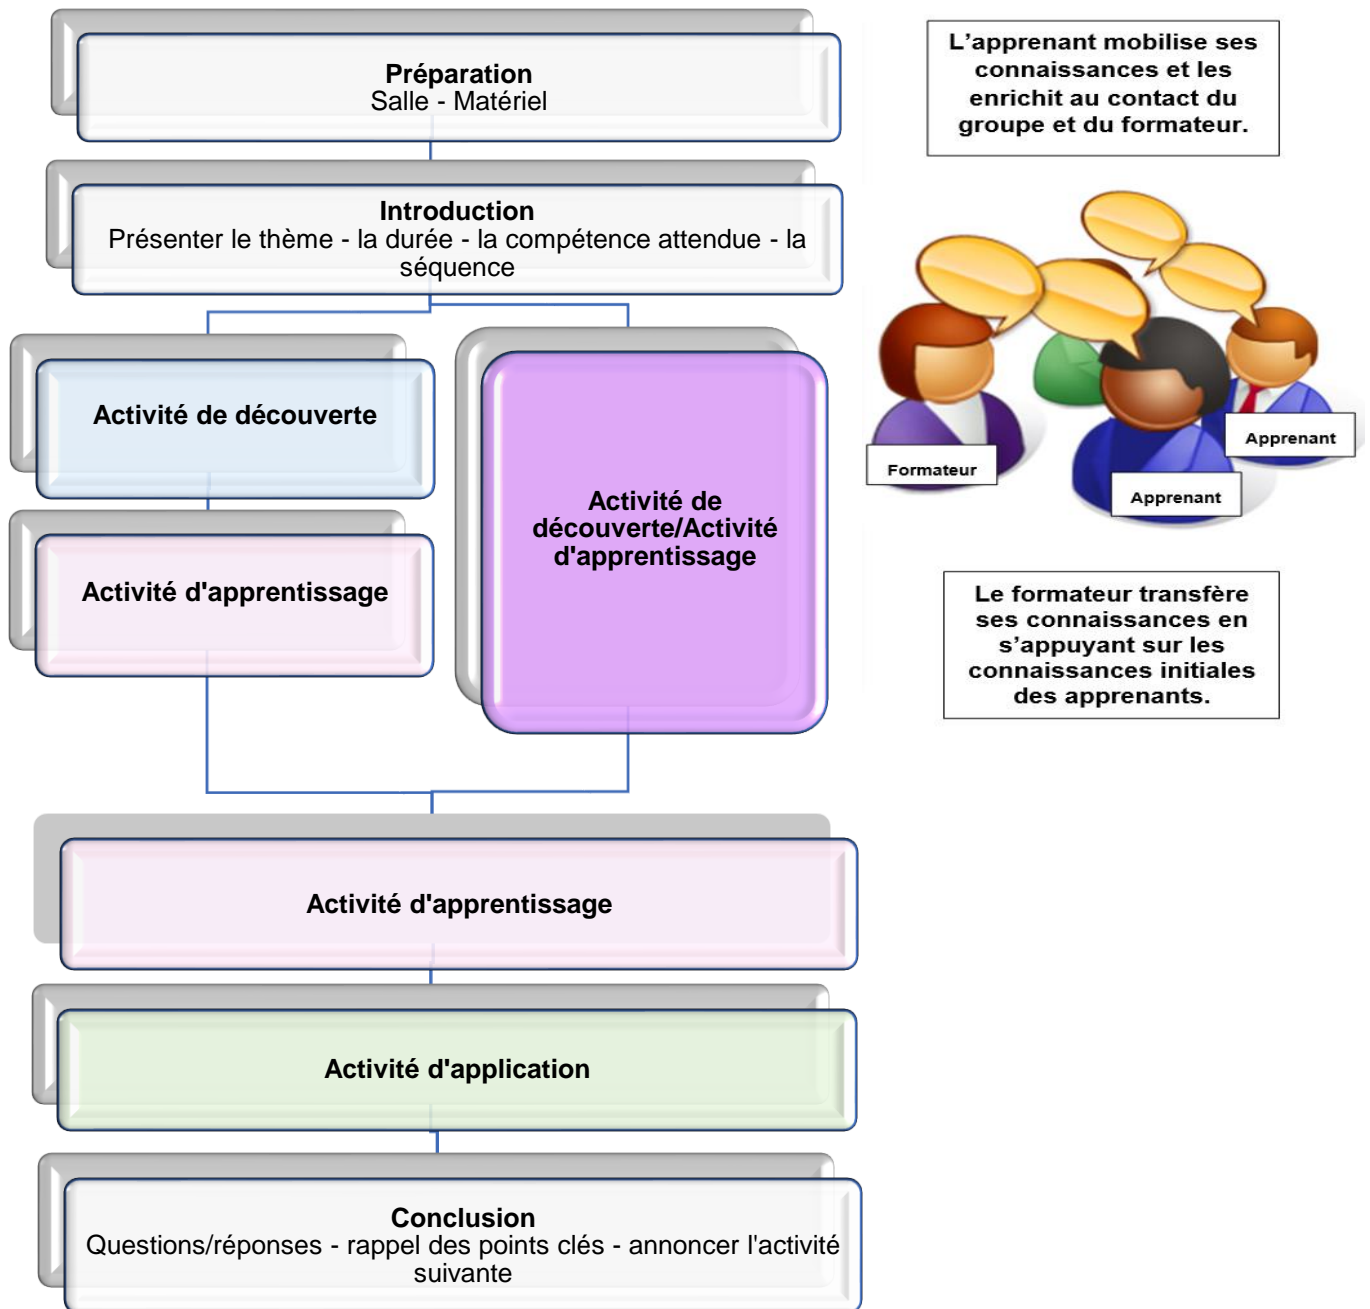 Préparation
Salle - Matériel
Introduction
Présenter le thème - la durée - la compétence attendue - la
séquence
Activité de découverte
Activité d'apprentissage
Activité de
découverte/Activité
d'apprentissage
Activité d'apprentissage
Activité d'application
Conclusion
Questions/réponses - rappel des points clés - annoncer l'activité
suivante
L'apprenant mobilise ses
connaissances et les
enrichit au contact du
groupe et du formateur.
Formateur
Apprenant
Apprenant
Le formateur transfère
ses connaissances en
s'appuyant sur les
connaissances initiales
des apprenants.